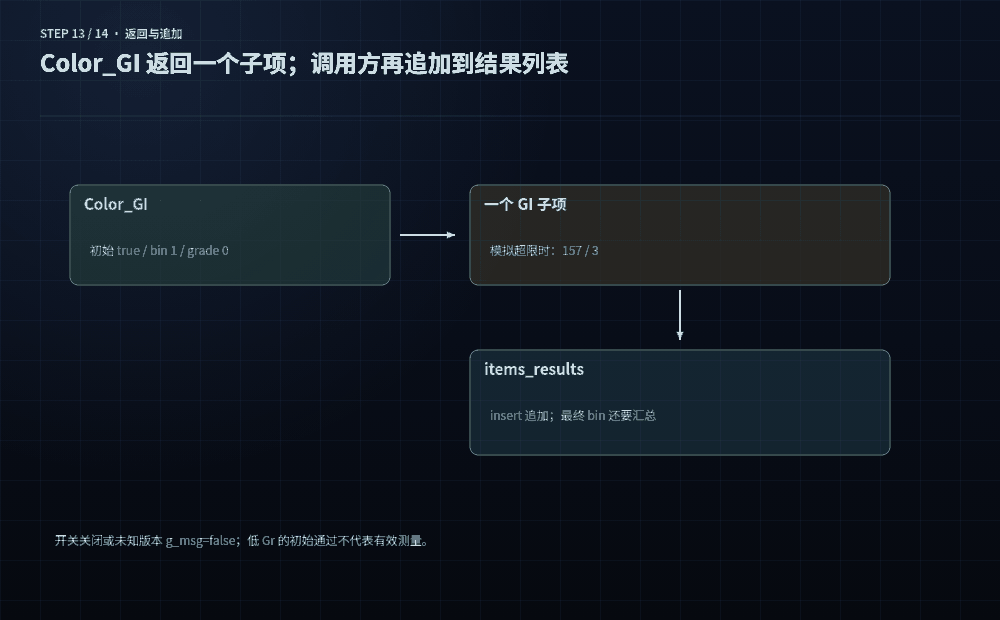 STEP 13 / 14 · 返回与追加
Color_GI 返回一个子项；调用方再追加到结果列表
Color_GI
初始 true / bin 1 / grade 0
一个 GI 子项
模拟超限时：157 / 3
items_results
insert 追加；最终 bin 还要汇总
开关关闭或未知版本 g_msg=false；低 Gr 的初始通过不代表有效测量。